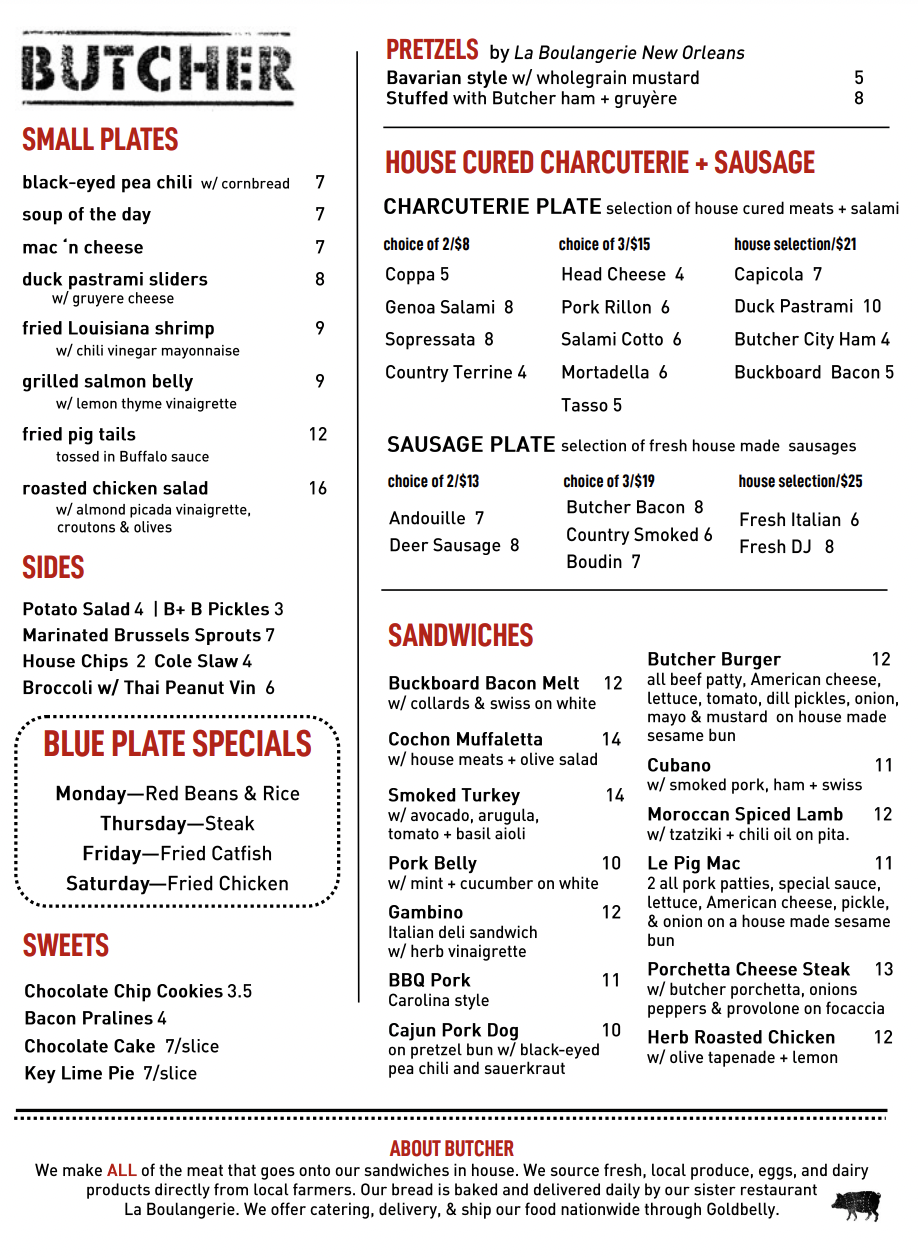 BUTCHER
SMALL PLATES
black-eyed pea chili w/ cornbread 7
soup of the day 7
mac ‘n cheese 7
duck pastrami sliders 8
w/ gruyere cheese
fried Louisiana shrimp 9
w/ chili vinegar mayonnaise
grilled salmon belly 9
w/ lemon thyme vinaigrette
fried pig tails 12
tossed in Buffalo sauce
roasted chicken salad 16
w/ almond picada vinaigrette,
croutons & olives
SIDES
Potato Salad 4 | B+ B Pickles 3
Marinated Brussels Sprouts 7
House Chips 2 Cole Slaw 4
Broccoli w/ Thai Peanut Vin 6
BLUE PLATE SPECIALS
Monday—Red Beans & Rice
Thursday—Steak
Friday—Fried Catfish
Saturday—Fried Chicken
SWEETS
Chocolate Chip Cookies 3.5
Bacon Pralines 4
Chocolate Cake 7/slice
Key Lime Pie 7/slice
PRETZELS by La Boulangerie New Orleans
Bavarian style w/ wholegrain mustard 5
Stuffed with Butcher ham + gruyère 8
HOUSE CURED CHARCUTERIE + SAUSAGE
CHARCUTERIE PLATE selection of house cured meats + salami
choice of 2/$8 choice of 3/$15 house selection/$21
Coppa 5 Head Cheese 4 Capicola 7
Genoa Salami 8 Pork Rillon 6 Duck Pastrami 10
Sopressata 8 Salami Cotto 6 Butcher City Ham 4
Country Terrine 4 Mortadella 6 Buckboard Bacon 5
Tasso 5
SAUSAGE PLATE selection of fresh house made sausages
choice of 2/$13 choice of 3/$19 house selection/$25
Andouille 7
Deer Sausage 8
Butcher Bacon 8
Country Smoked 6
Boudin 7
Fresh Italian 6
Fresh DJ 8
SANDWICHES
Buckboard Bacon Melt 12
w/ collards & swiss on white
Cochon Muffaletta 14
w/ house meats + olive salad
Smoked Turkey 14
w/ avocado, arugula,
tomato + basil aioli
Pork Belly 10
w/ mint + cucumber on white
Gambino 12
Italian deli sandwich
w/ herb vinaigrette
BBQ Pork 11
Carolina style
Cajun Pork Dog 10
on pretzel bun w/ black-eyed
pea chili and sauerkraut
Butcher Burger 12
all beef patty, American cheese,
lettuce, tomato, dill pickles, onion,
mayo & mustard on house made
sesame bun
Cubano 11
w/ smoked pork, ham + swiss
Moroccan Spiced Lamb 12
w/ tzatziki + chili oil on pita.
Le Pig Mac 11
2 all pork patties, special sauce,
lettuce, American cheese, pickle,
& onion on a house made sesame
bun
Porchetta Cheese Steak 13
w/ butcher porchetta, onions
peppers & provolone on focaccia
Herb Roasted Chicken 12
w/ olive tapenade + lemon
ABOUT BUTCHER
We make ALL of the meat that goes onto our sandwiches in house. We source fresh, local produce, eggs, and dairy
products directly from local farmers. Our bread is baked and delivered daily by our sister restaurant
La Boulangerie. We offer catering, delivery, & ship our food nationwide through Goldbelly.